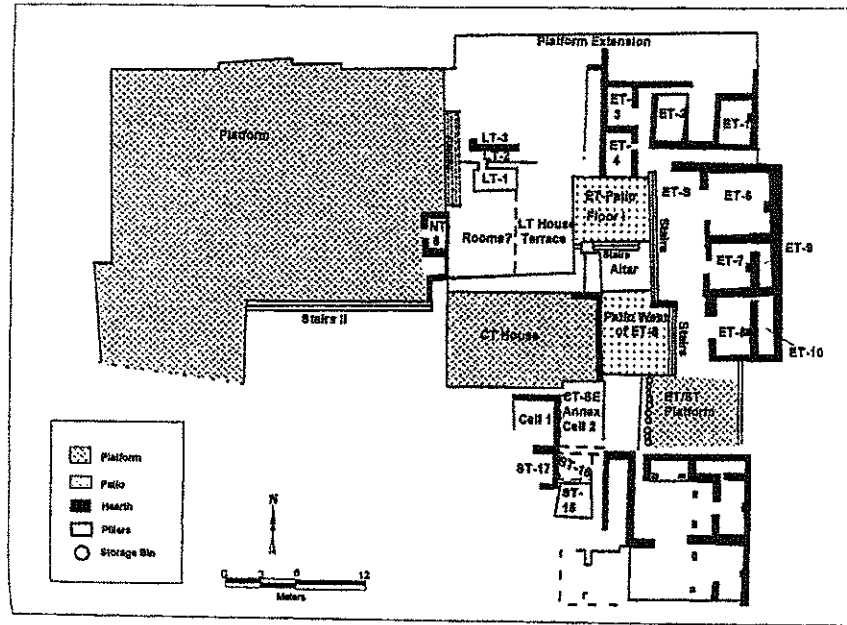 Platform Extension
ET-
3
ET-2
ET-1
Platform
LT-3
LT-2
ET-
4
LT-1
ET-Patio
Floor I
ET-5
ET-6
NT
8
Rooms?
LT House
Terrace
Stairs
Stairs
Altar
ET-7
ET-9
Stairs II
CT House
Patio West
of ET-8
Stairs
ET-8
ET-10
Cell 1
CT-SE
Annex
Cell 2
ET/ST
Platform
ST-17
ST-16
ST-
15
Platform
Patio
Hearth
Pillars
Storage Bin
N
0 3 6 12
Meters